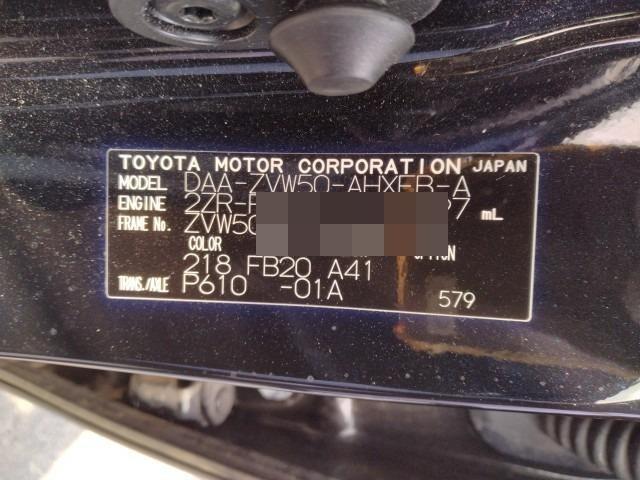 TOYOTA MOTOR CORPORATION JAPAN
MODEL DAA-ZVW50-AHXEB-A
ENGINE 2ZR- 97 mL
FRAME No. ZVW50
COLOR
218 FB20 A41
TRANS./AXLE P610 -01A 579